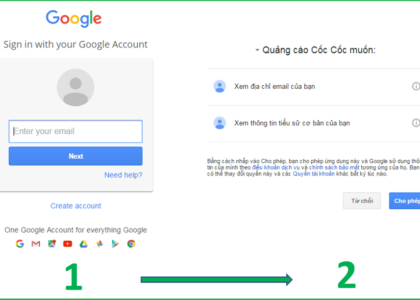 Google
Sign in with your Google Account
Enter your email
Next
Need help?
Create account
One Google Account for everything Google
1
Quảng cáo Cốc Cốc muốn:
Xem địa chỉ email của bạn
Xem thông tin tiểu sử cơ bản của bạn
Bằng cách nhấp vào Cho phép, bạn cho phép ứng dụng này và Google sử dụng thô
tin của mình theo điều khoản dịch vụ và chính sách bảo mật tương ứng của họ. Bạn
có thể thay đổi quyền này và các Quyền tài khoản khác bất kỳ lúc nào.
Từ chối
Cho phép
2